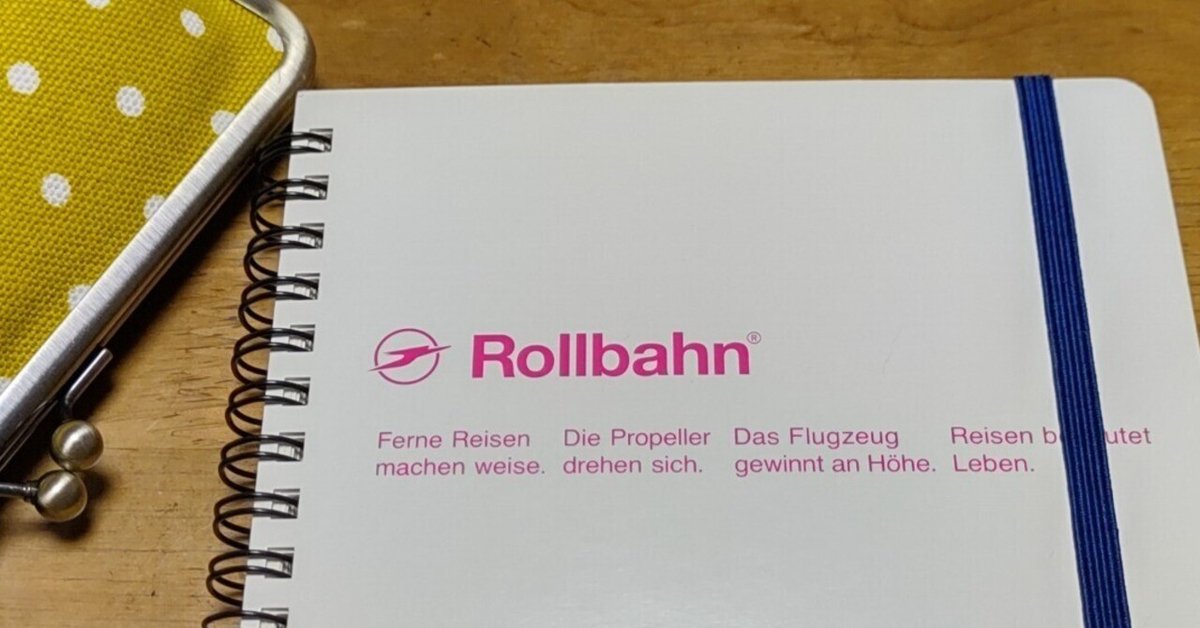 Rollbahn®
Ferne Reisen
machen weise.
Die Propeller
drehen sich.
Das Flugzeug
gewinnt an Höhe.
Reisen
Leben.